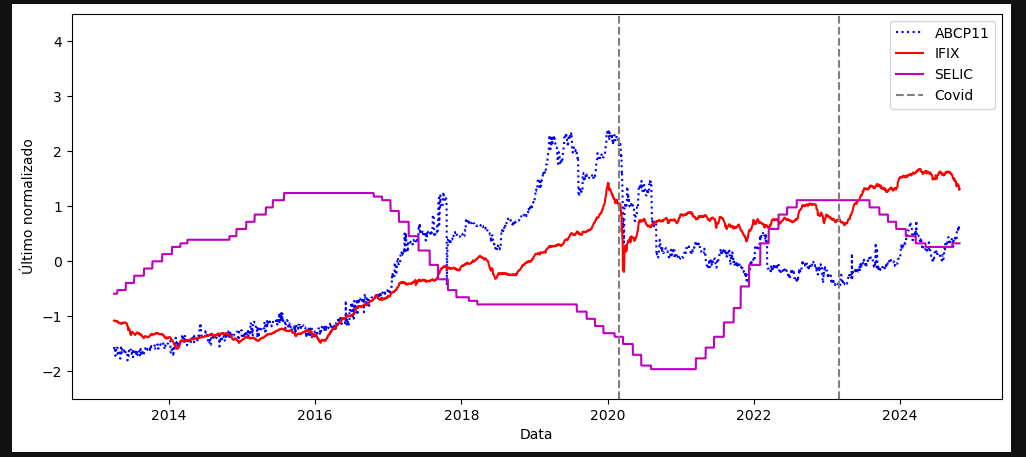 ABCP11
IFIX
SELIC
Covid
Último normalizado
4
3
2
1
0
−1
−2
2014 2016 2018 2020 2022 2024
Data